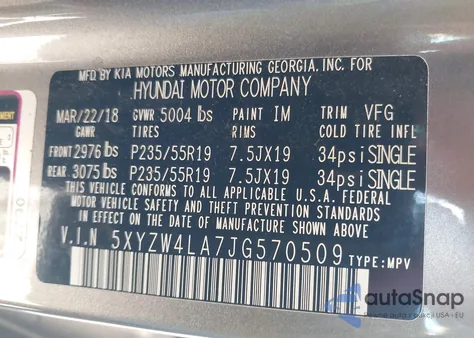 MFD. BY KIA MOTORS MANUFACTURING GEORGIA, INC. FOR
HYUNDAI MOTOR COMPANY
MAR/22/18 GVWR 5004 lbs PAINT IM TRIM VFG
GAWR TIRES RIMS COLD TIRE INFL.
FRONT 2976 lbs P235/55R19 7.5JX19 34psi SINGLE
REAR 3075 lbs P235/55R19 7.5JX19 34psi SINGLE
THIS VEHICLE CONFORMS TO ALL APPLICABLE U.S.A FEDERAL
MOTOR VEHICLE SAFETY, BUMPER, AND THEFT PREVENTION STANDARDS
IN EFFECT ON THE DATE OF MANUFACTURE SHOWN ABOVE.
V.I.N 5XYZW4LA7JG570509 TYPE:MPV
autoSnap